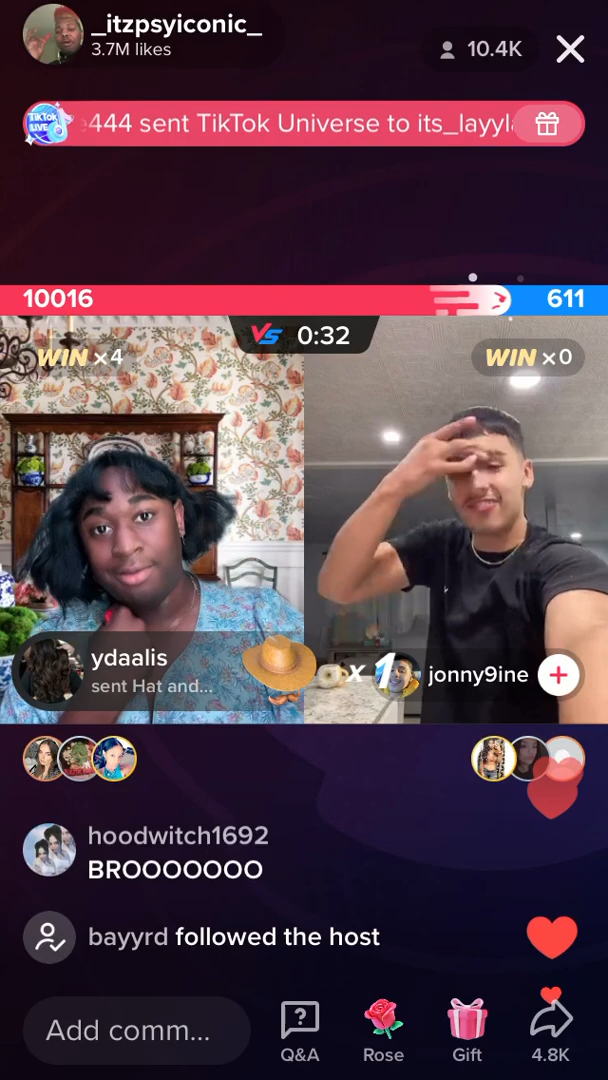 _itzpsyiconic_
3.7M likes
10.4K
TikTok
LIVE
444 sent TikTok Universe to its_layyl
10016
611
VS 0:32
WIN ×4
WIN ×0
ydaalis
sent Hat and...
x 1
jonny9ine
hoodwitch1692
BROOOOOOO
bayyrd followed the host
Add comm...
Q&A
Rose
Gift
4.8K